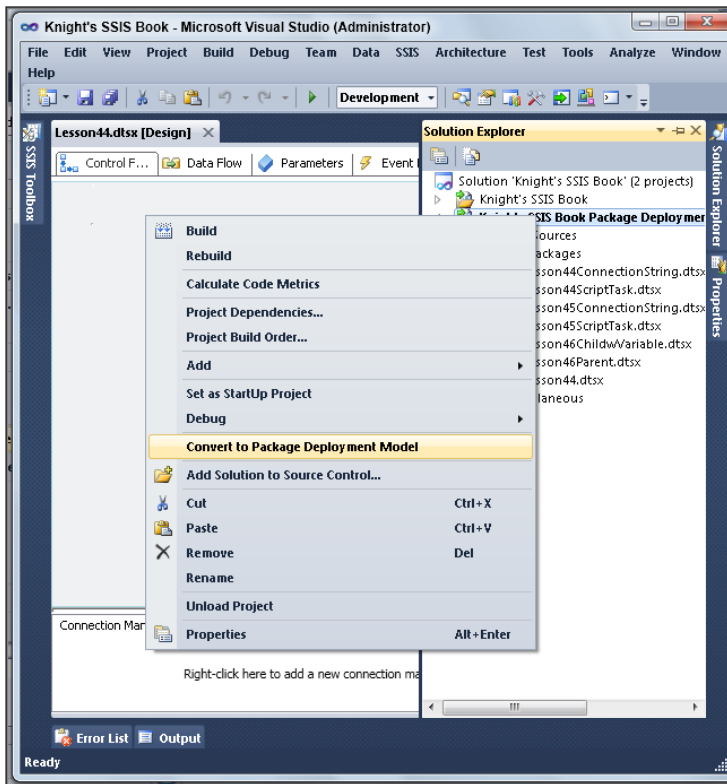 Knight's SSIS Book - Microsoft Visual Studio (Administrator)
File Edit View Project Build Debug Team Data SSIS Architecture Test Tools Analyze Window
Help
Development
Lesson44.dtsx [Design]
Control F... Data Flow Parameters Event
SSIS Toolbox
Solution Explorer
Solution 'Knight's SSIS Book' (2 projects)
Knight's SSIS Book
SSIS Book Package Deploymer
ources
ackages
sson44ConnectionString.dtsx
sson44ScriptTask.dtsx
sson45ConnectionString.dtsx
sson45ScriptTask.dtsx
sson46ChildwVariable.dtsx
sson46Parent.dtsx
sson44.dtsx
laneous
Solution Explorer
Properties
Build
Rebuild
Calculate Code Metrics
Project Dependencies...
Project Build Order...
Add
Set as StartUp Project
Debug
Convert to Package Deployment Model
Add Solution to Source Control...
Cut Ctrl+X
Paste Ctrl+V
Remove Del
Rename
Unload Project
Properties Alt+Enter
Connection Mar
Right-click here to add a new connection ma
Error List Output
Ready